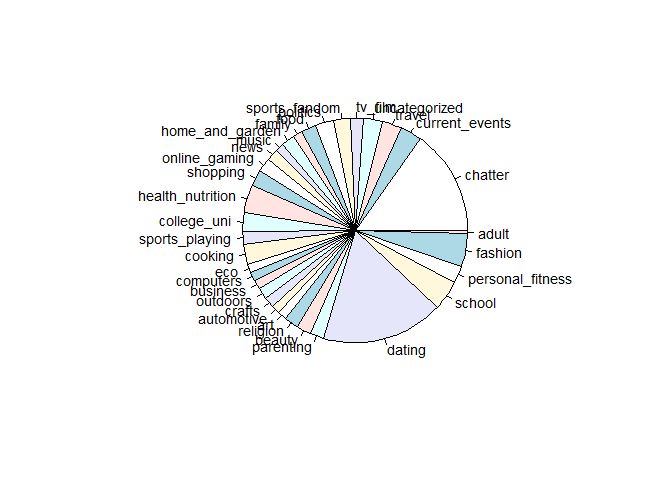 tv_film
uncategorized
sports_fandom
politics
travel
food
current_events
family
home_and_garden
music
news
online_gaming
shopping
chatter
health_nutrition
college_uni
adult
sports_playing
fashion
cooking
eco
personal_fitness
computers
business
outdoors
school
crafts
automotive
art
religion
beauty
parenting
dating